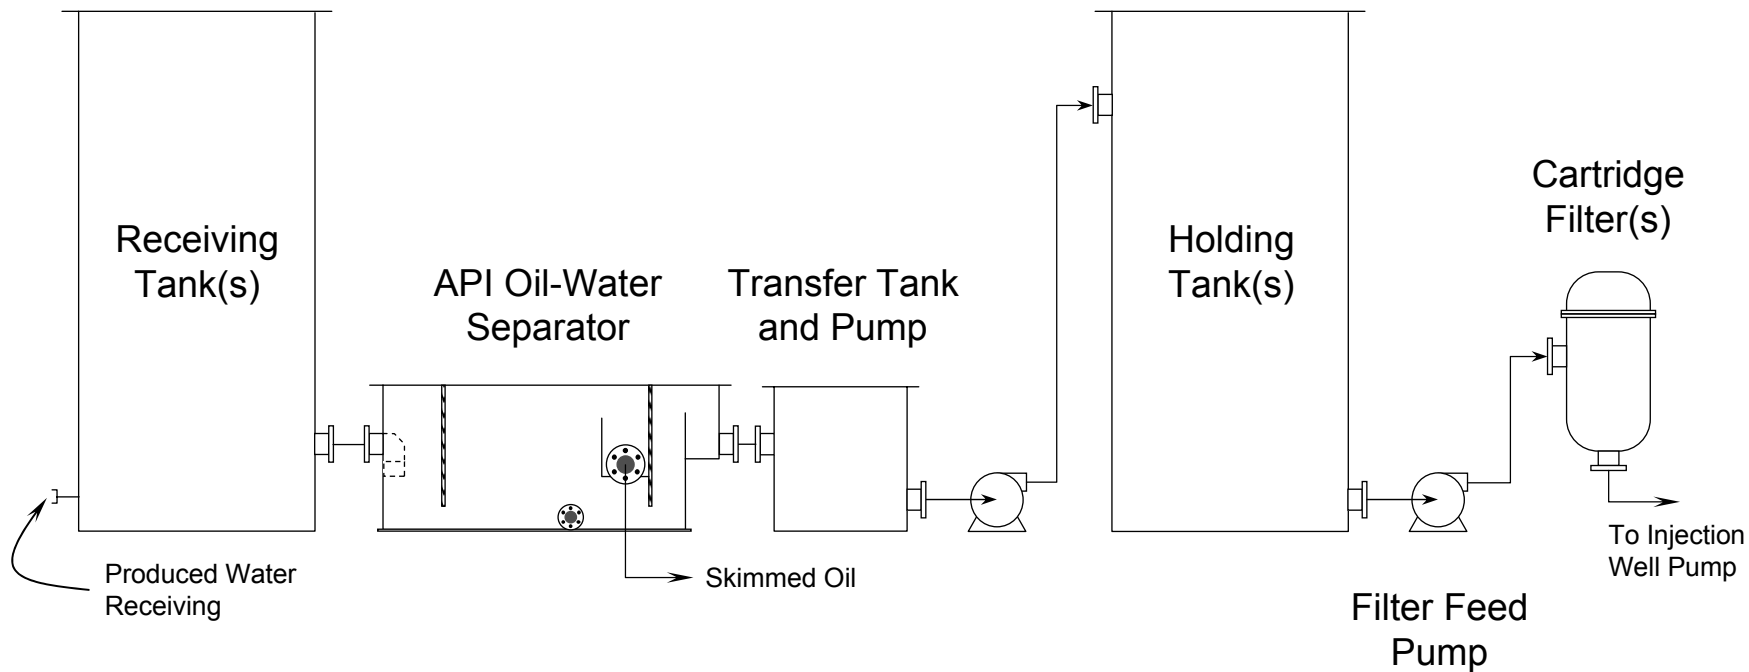 Receiving
Tank(s)
API Oil-Water
Separator
Transfer Tank
and Pump
Holding
Tank(s)
Cartridge
Filter(s)
Produced Water
Receiving
Skimmed Oil
Filter Feed
Pump
To Injection
Well Pump